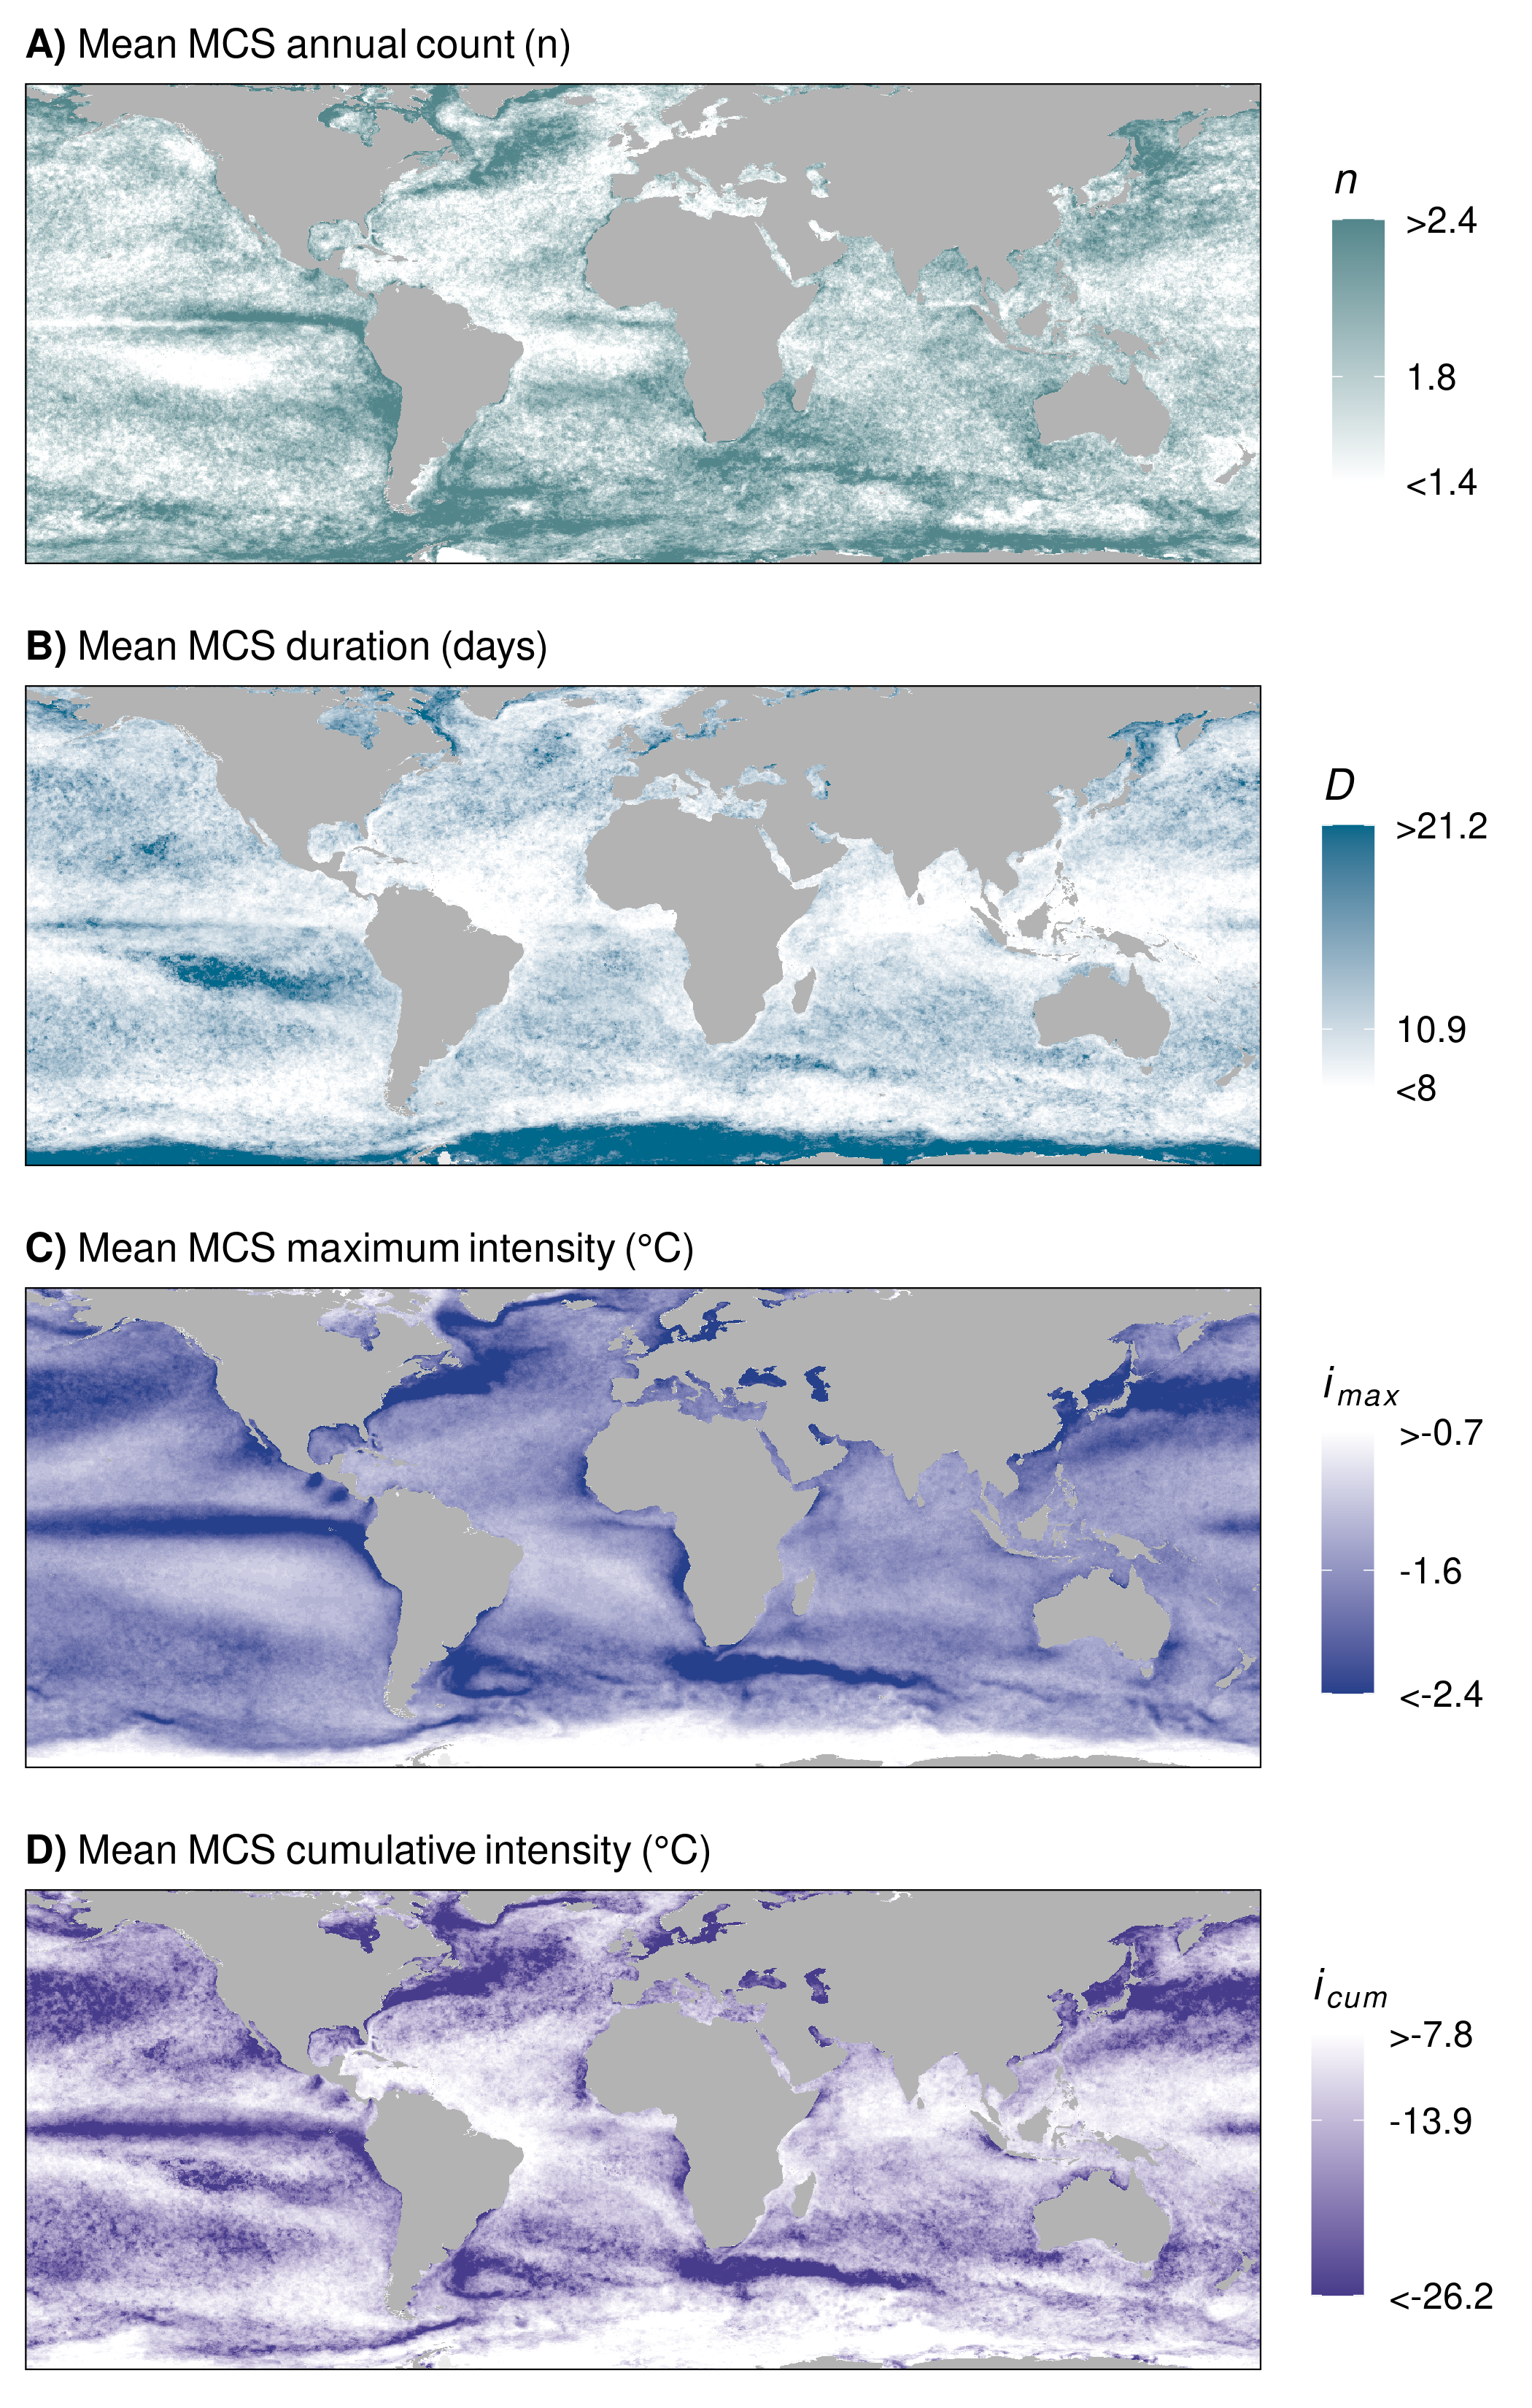 A) Mean MCS annual count (n)
n
>2.4
1.8
<1.4
B) Mean MCS duration (days)
D
>21.2
10.9
<8
C) Mean MCS maximum intensity (°C)
imax
>-0.7
-1.6
<-2.4
D) Mean MCS cumulative intensity (°C)
icum
>-7.8
-13.9
<-26.2